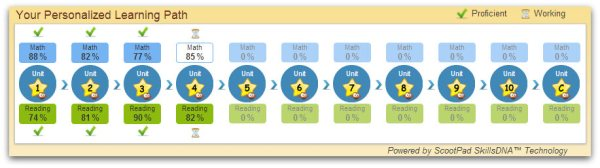 Your Personalized Learning Path Proficient Working
Math Math Math Math Math Math Math Math Math Math Math
88 % 82 % 77 % 85 % 0 % 0 % 0 % 0 % 0 % 0 % 0 %
Unit Unit Unit Unit Unit Unit Unit Unit Unit Unit Unit
1 2 3 4 5 6 7 8 9 10 C
Reading Reading Reading Reading Reading Reading Reading Reading Reading Reading Reading
74 % 81 % 90 % 82 % 0 % 0 % 0 % 0 % 0 % 0 % 0 %
Powered by ScootPad SkillsDNA™ Technology